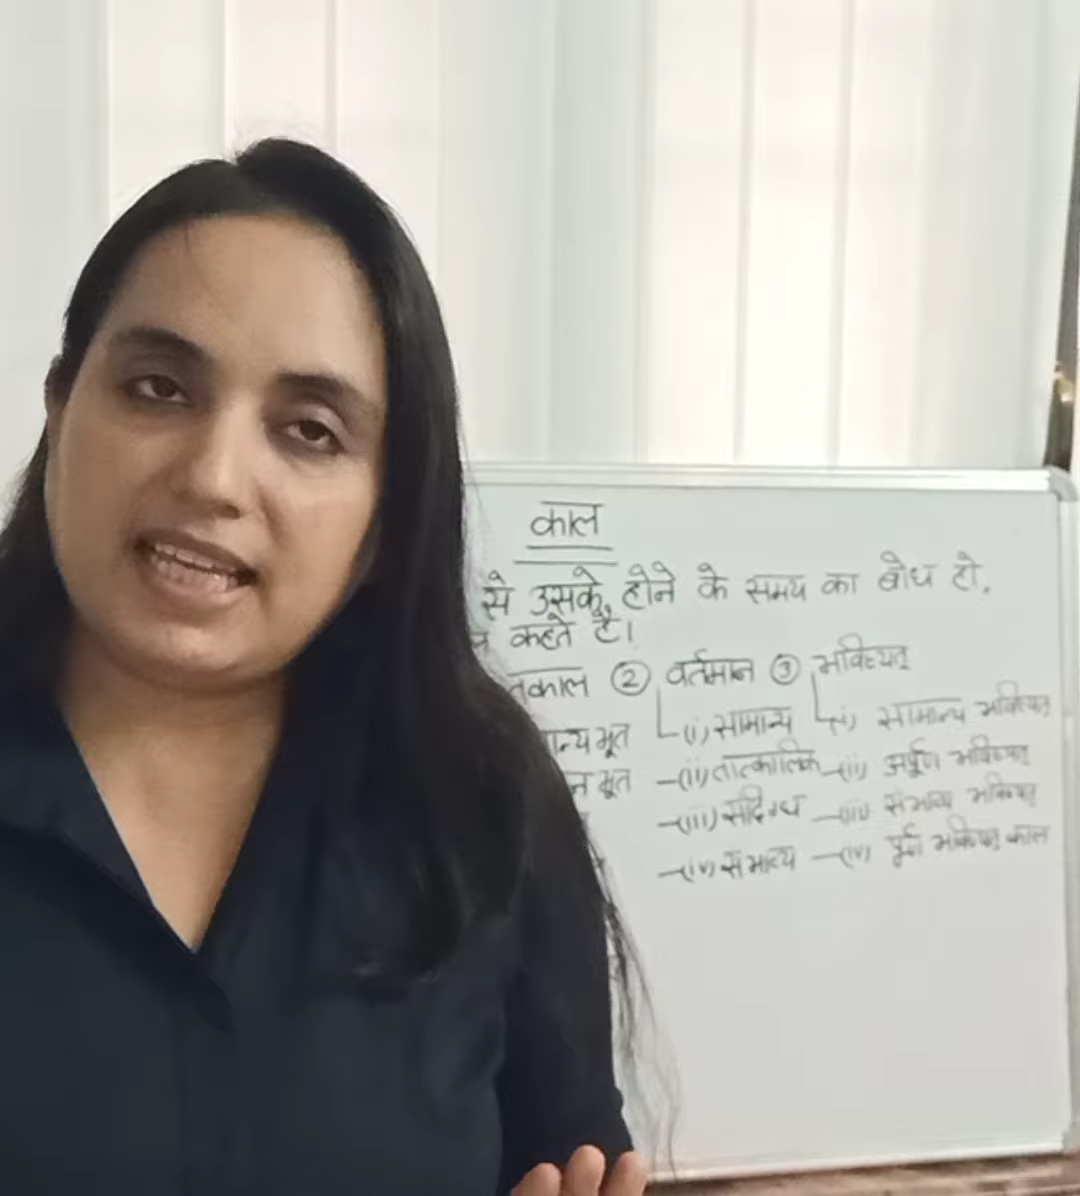 काल
से उसके, होने के समय का बोध हो,
कहते हैं।
तकाल ② वर्तमान ③ भविष्यत्
ान्य भूत (i) सामान्य (i) सामान्य भविष्यत्
न भूत (ii) तात्कालिक (ii) अपूर्ण भविष्यत्
(iii) संदिग्ध (iii) संभाव्य भविष्यत्
(iv) संभाव्य (iv) पूर्ण भविष्यत् काल